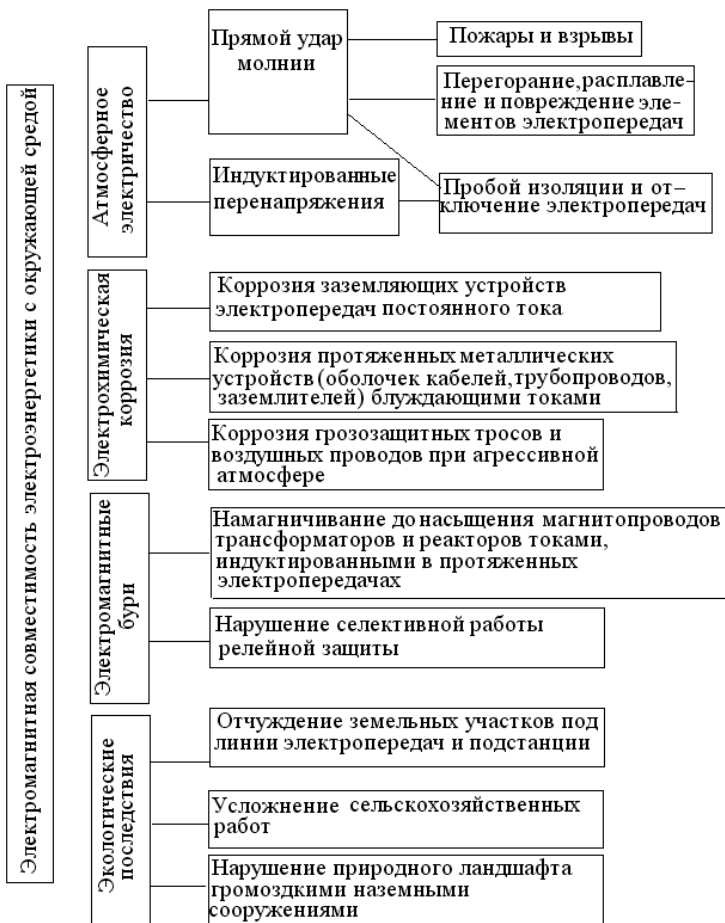 Электромагнитная совместимость электроэнергетики с окружающей средой
Атмосферное
электричество
Прямой удар
молнии
Пожары и взрывы
Перегорание,расплавле-
ние и повреждение эле-
ментов электропередач
Индуктированные
перенапряжения
Пробой изоляции и от-
ключение электропередач
Электрохимическая
коррозия
Коррозия заземляющих устройств
электропередач постоянного тока
Коррозия протяженных металлических
устройств(оболочек кабелей,трубопроводов,
заземлителей) блуждающими токами
Коррозия грозозащитных тросов и
воздушных проводов при агрессивной
атмосфере
Электромагнитные
бури
Намагничивание до насыщения магнитопроводов
трансформаторов и реакторов токами,
индуктированными в протяженных
электропередачах
Нарушение селективной работы
релейной защиты
Экологические
последствия
Отчуждение земельных участков под
линии электропередач и подстанции
Усложнение сельскохозяйственных
работ
Нарушение природного ландшафта
громоздкими наземными
сооружениями